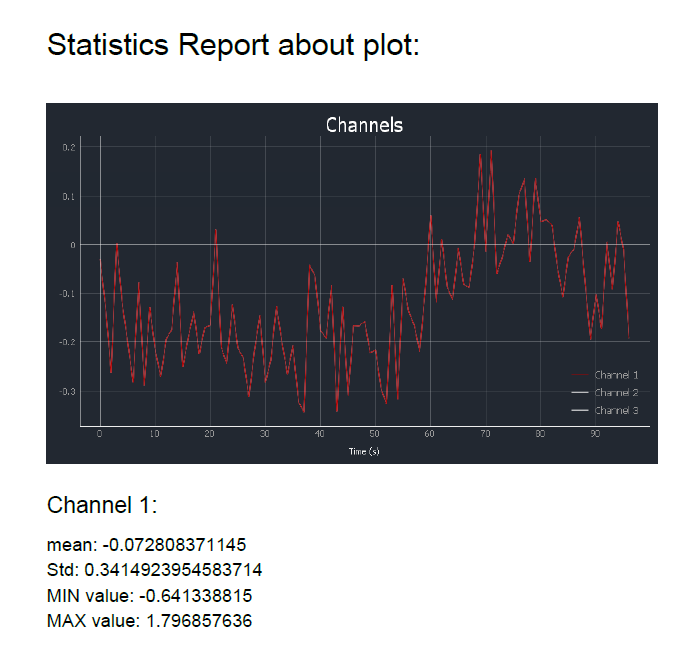 Statistics Report about plot:
Channels
0.2
0.1
0
-0.1
-0.2
-0.3
Channel 1
Channel 2
Channel 3
0 10 20 30 40 50 60 70 80 90
Time (s)
Channel 1:
mean: -0.072808371145
Std: 0.3414923954583714
MIN value: -0.641338815
MAX value: 1.796857636